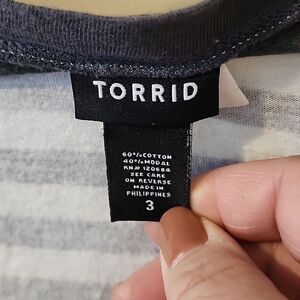 TORRID
60% COTTON
40% MODAL
RN# 120684
SEE CARE
ON REVERSE
MADE IN
PHILIPPINES
3